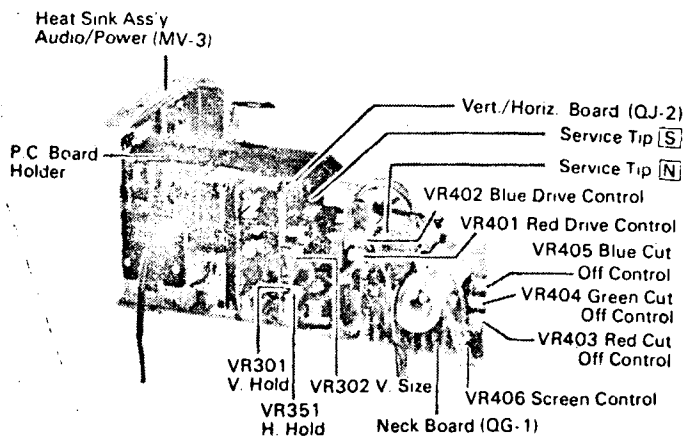 Heat Sink Ass'y
Audio/Power (MV-3)
Vert./Horiz. Board (QJ-2)
Service Tip S
P.C. Board
Holder
Service Tip N
VR402 Blue Drive Control
VR401 Red Drive Control
VR405 Blue Cut
Off Control
VR404 Green Cut
Off Control
VR403 Red Cut
Off Control
VR301
V. Hold
VR302 V. Size
VR351
H. Hold
VR406 Screen Control
Neck Board (QG-1)